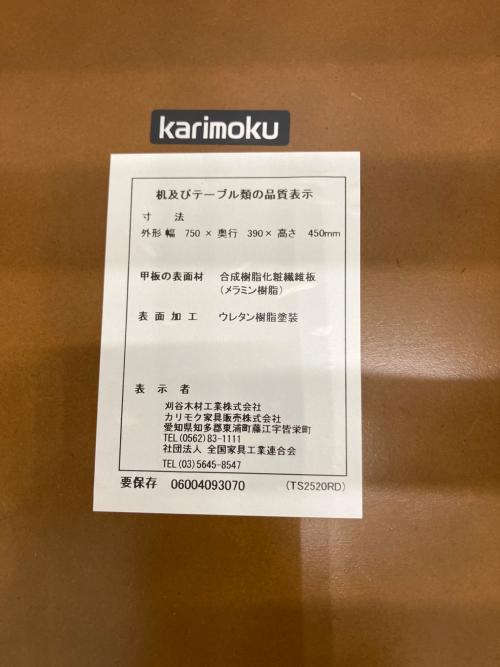 karimoku
机及びテーブル類の品質表示
寸 法
外形 幅 750 × 奥行 390× 高さ 450mm
甲板の表面材 合成樹脂化粧繊維板
(メラミン樹脂)
表面加工 ウレタン樹脂塗装
表示者
刈谷木材工業株式会社
カリモク家具販売株式会社
愛知県知多郡東浦町藤江字皆栄町
TEL(0562)83-1111
社団法人 全国家具工業連合会
TEL(03)5645-8547
要保存 06004093070 (TS2520RD)